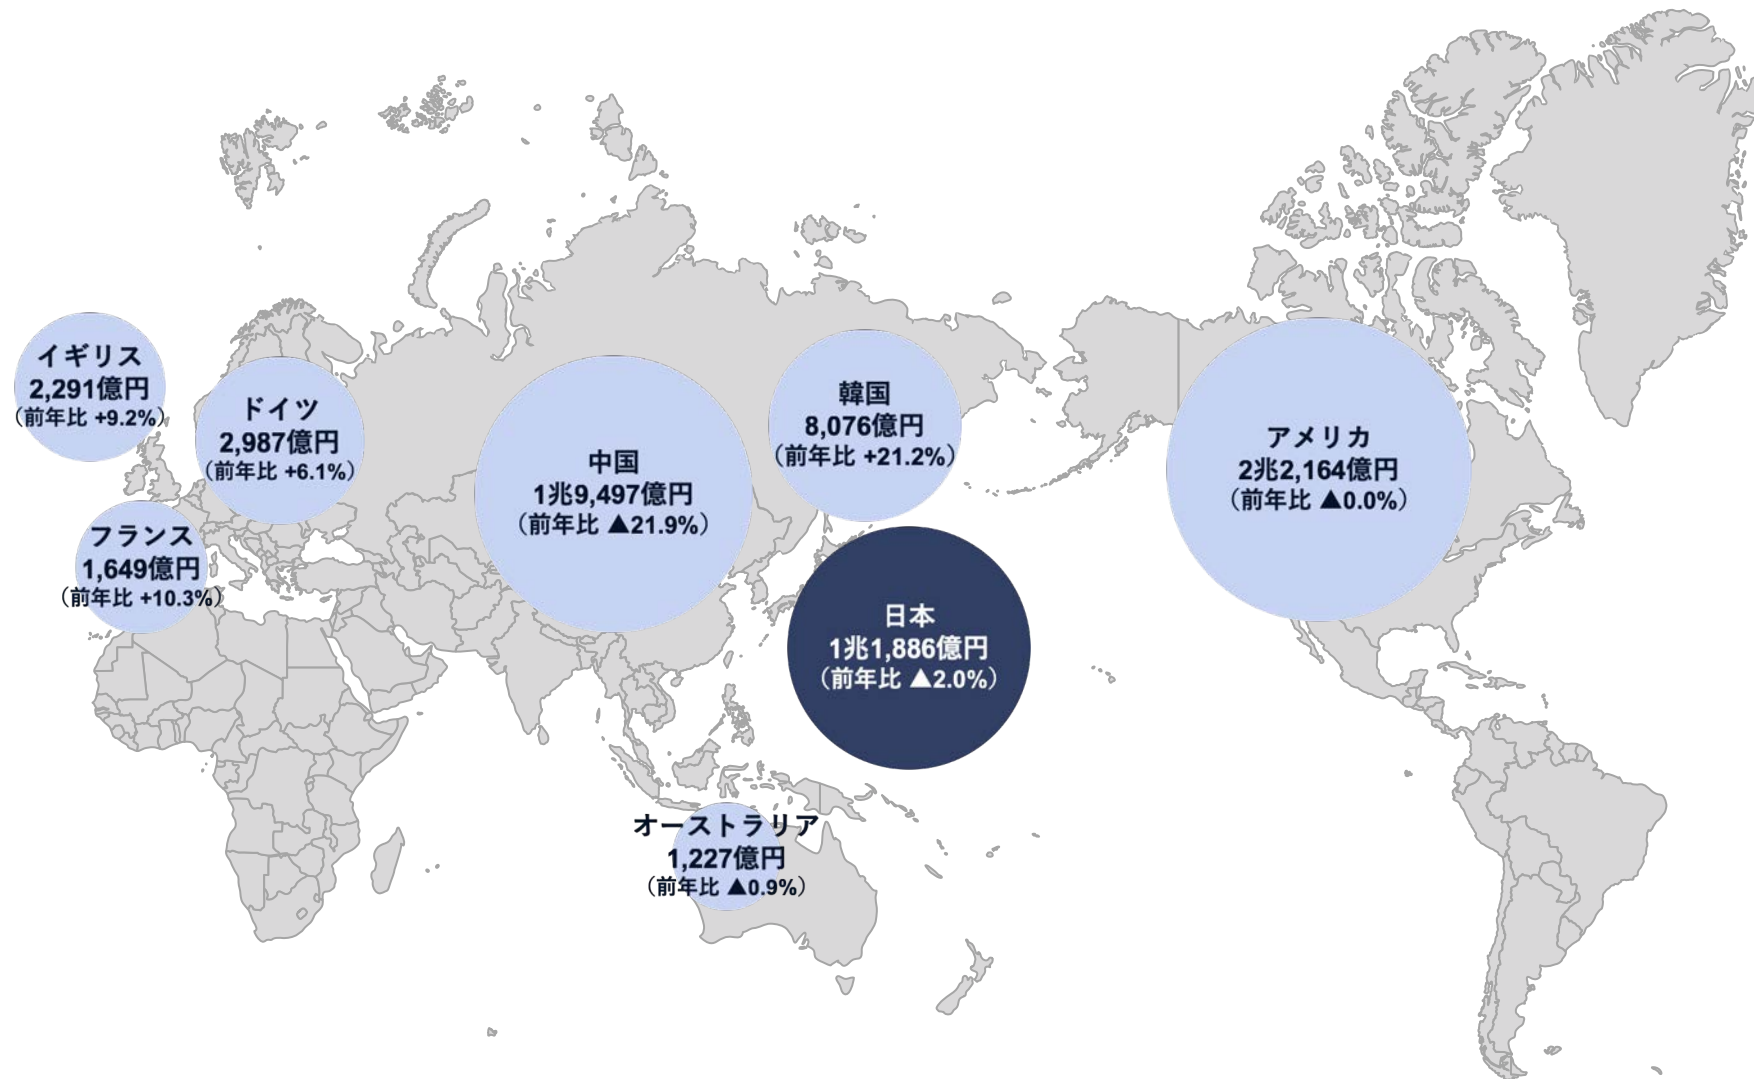 イギリス
2,291億円
（前年比 +9.2%）
ドイツ
2,987億円
（前年比 +6.1%）
フランス
1,649億円
（前年比 +10.3%）
中国
1兆9,497億円
（前年比 ▲21.9%）
韓国
8,076億円
（前年比 +21.2%）
日本
1兆1,886億円
（前年比 ▲2.0%）
アメリカ
2兆2,164億円
（前年比 ▲0.0%）
オーストラリア
1,227億円
（前年比 ▲0.9%）